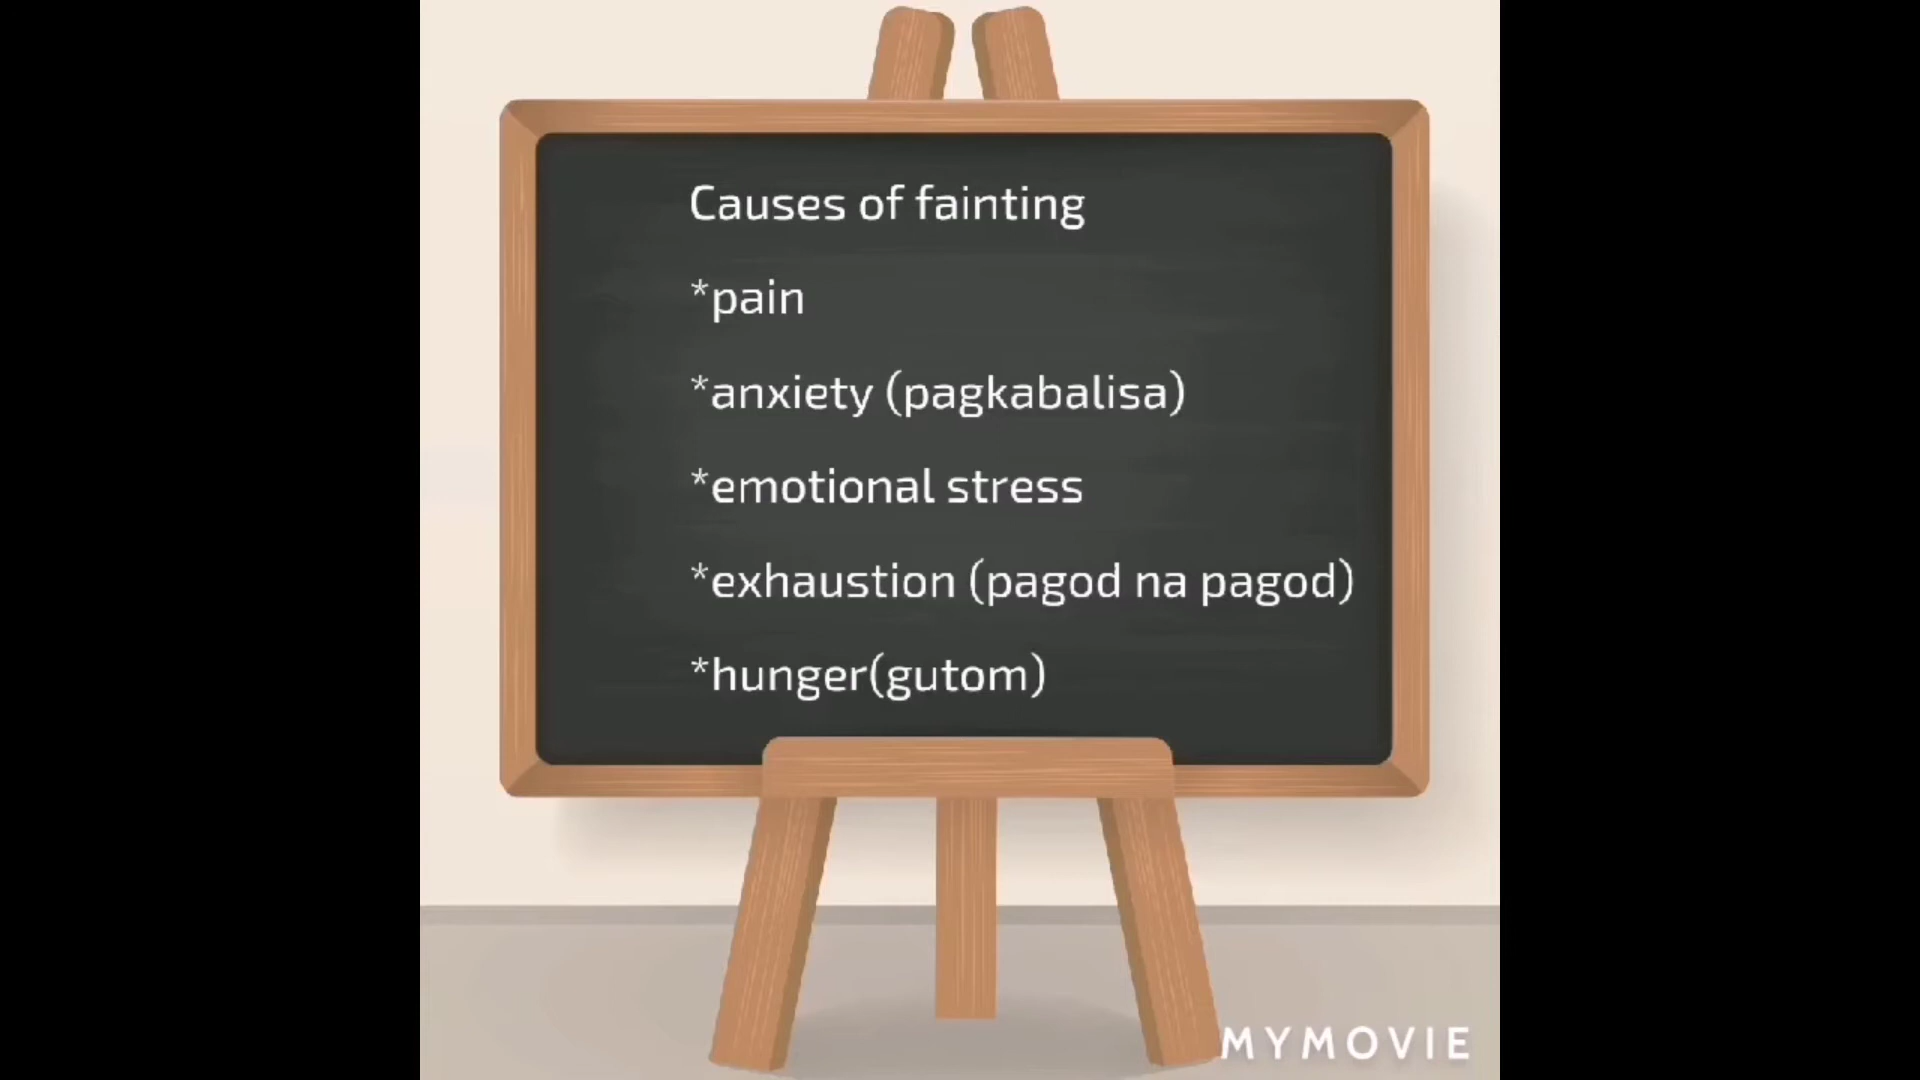 Causes of fainting
*pain
*anxiety (pagkabalisa)
*emotional stress
*exhaustion (pagod na pagod)
*hunger(gutom)
MYMOVIE